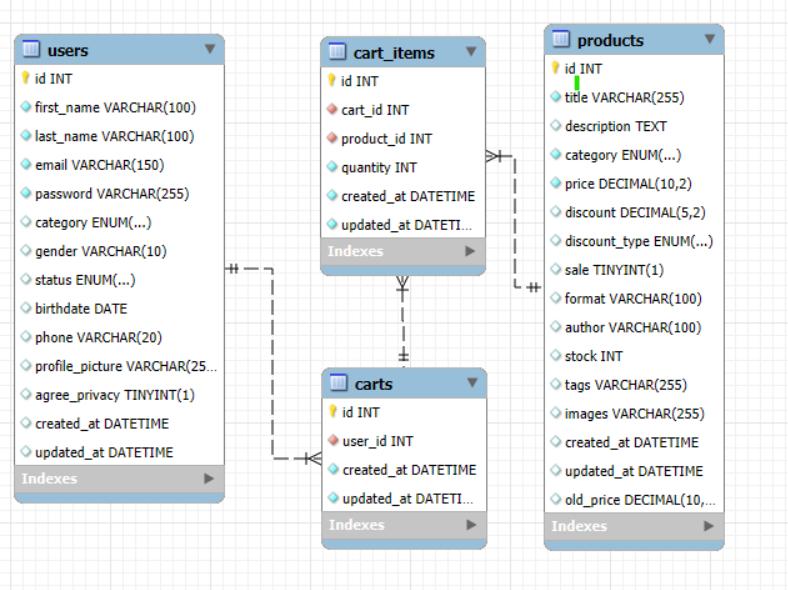 users
id INT
first_name VARCHAR(100)
last_name VARCHAR(100)
email VARCHAR(150)
password VARCHAR(255)
category ENUM(...)
gender VARCHAR(10)
status ENUM(...)
birthdate DATE
phone VARCHAR(20)
profile_picture VARCHAR(25...
agree_privacy TINYINT(1)
created_at DATETIME
updated_at DATETIME
Indexes
cart_items
id INT
cart_id INT
product_id INT
quantity INT
created_at DATETIME
updated_at DATETI...
Indexes
carts
id INT
user_id INT
created_at DATETIME
updated_at DATETI...
Indexes
products
id INT
title VARCHAR(255)
description TEXT
category ENUM(...)
price DECIMAL(10,2)
discount DECIMAL(5,2)
discount_type ENUM(...)
sale TINYINT(1)
format VARCHAR(100)
author VARCHAR(100)
stock INT
tags VARCHAR(255)
images VARCHAR(255)
created_at DATETIME
updated_at DATETIME
old_price DECIMAL(10,...
Indexes